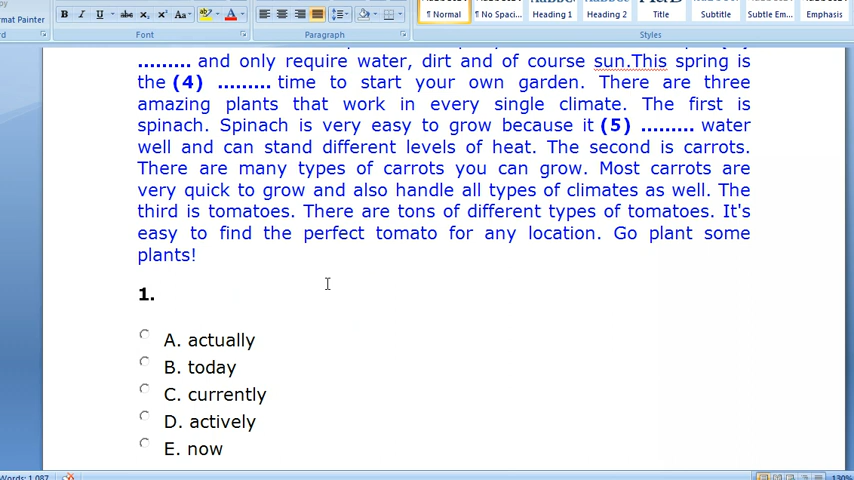 ormat Painter
Font
Paragraph
Styles
¶ Normal
¶ No Spaci...
Heading 1
Heading 2
Title
Subtitle
Subtle Em...
Emphasis
......... and only require water, dirt and of course sun.This spring is
the (4) ......... time to start your own garden. There are three
amazing plants that work in every single climate. The first is
spinach. Spinach is very easy to grow because it (5) ......... water
well and can stand different levels of heat. The second is carrots.
There are many types of carrots you can grow. Most carrots are
very quick to grow and also handle all types of climates as well. The
third is tomatoes. There are tons of different types of tomatoes. It's
easy to find the perfect tomato for any location. Go plant some
plants!
1.
A. actually
B. today
C. currently
D. actively
E. now
Words: 1.087
130%